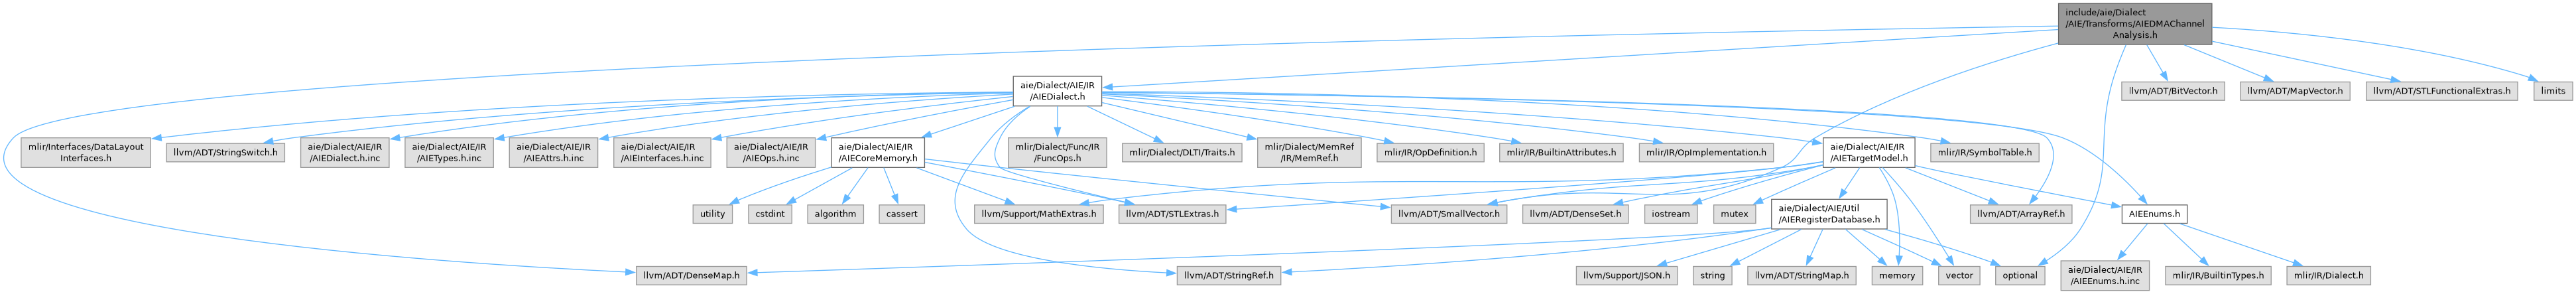 include/aie/Dialect
/AIE/Transforms/AIEDMAChannel
Analysis.h
aie/Dialect/AIE/IR
/AIEDialect.h
llvm/ADT/BitVector.h
llvm/ADT/MapVector.h
llvm/ADT/STLFunctionalExtras.h
limits
mlir/Interfaces/DataLayout
Interfaces.h
llvm/ADT/StringSwitch.h
aie/Dialect/AIE/IR
/AIEDialect.h.inc
aie/Dialect/AIE/IR
/AIETypes.h.inc
aie/Dialect/AIE/IR
/AIEAttrs.h.inc
aie/Dialect/AIE/IR
/AIEInterfaces.h.inc
aie/Dialect/AIE/IR
/AIEOps.h.inc
aie/Dialect/AIE/IR
/AIECoreMemory.h
mlir/Dialect/Func/IR
/FuncOps.h
mlir/Dialect/DLTI/Traits.h
mlir/Dialect/MemRef
/IR/MemRef.h
mlir/IR/OpDefinition.h
mlir/IR/BuiltinAttributes.h
mlir/IR/OpImplementation.h
aie/Dialect/AIE/IR
/AIETargetModel.h
mlir/IR/SymbolTable.h
utility
cstdint
algorithm
cassert
llvm/Support/MathExtras.h
llvm/ADT/STLExtras.h
llvm/ADT/SmallVector.h
llvm/ADT/DenseSet.h
iostream
mutex
aie/Dialect/AIE/Util
/AIERegisterDatabase.h
llvm/ADT/ArrayRef.h
AIEEnums.h
llvm/ADT/DenseMap.h
llvm/ADT/StringRef.h
llvm/Support/JSON.h
string
llvm/ADT/StringMap.h
memory
vector
optional
aie/Dialect/AIE/IR
/AIEEnums.h.inc
mlir/IR/BuiltinTypes.h
mlir/IR/Dialect.h